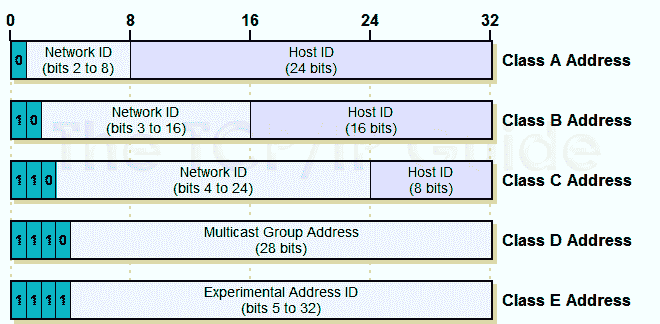 0 8 16 24 32
0 Network ID (bits 2 to 8) Host ID (24 bits) Class A Address
1 0 Network ID (bits 3 to 16) Host ID (16 bits) Class B Address
The TCP/IP Guide
1 1 0 Network ID (bits 4 to 24) Host ID (8 bits) Class C Address
1 1 1 0 Multicast Group Address (28 bits) Class D Address
1 1 1 1 Experimental Address ID (bits 5 to 32) Class E Address